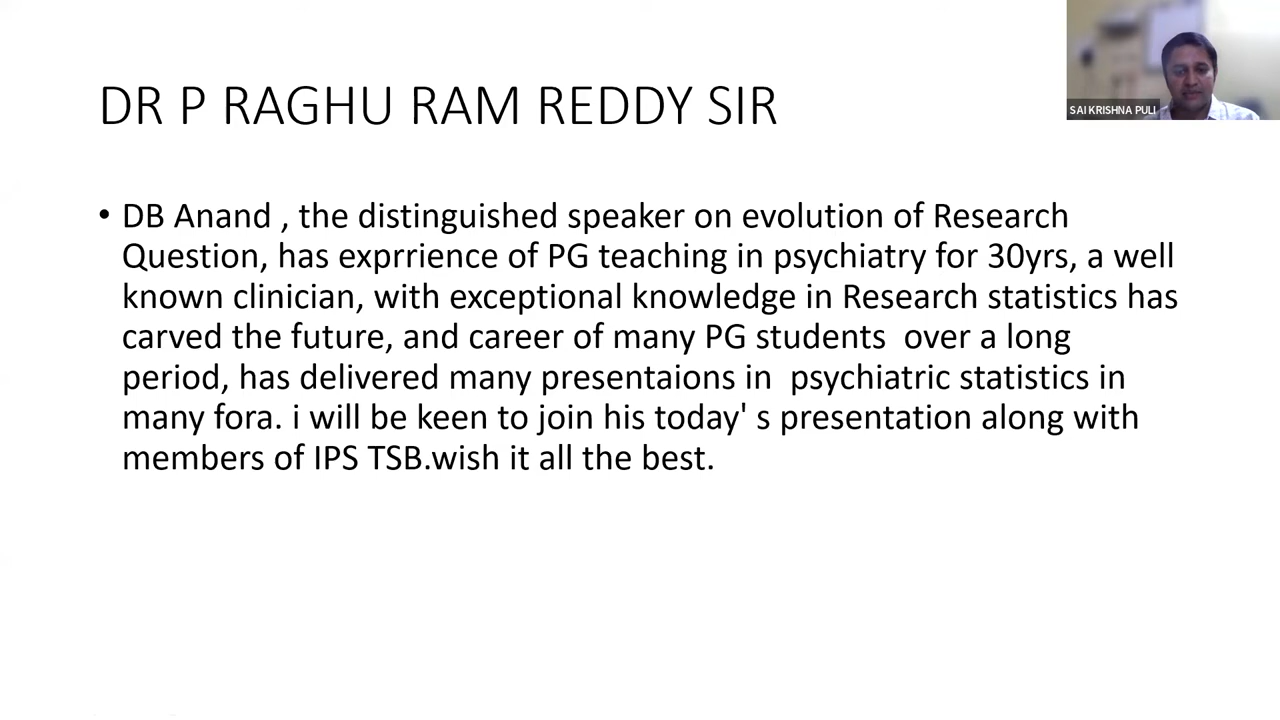 DR P RAGHU RAM REDDY SIR
SAI KRISHNA PULI
• DB Anand , the distinguished speaker on evolution of Research
Question, has exprrience of PG teaching in psychiatry for 30yrs, a well
known clinician, with exceptional knowledge in Research statistics has
carved the future, and career of many PG students  over a long
period, has delivered many presentaions in  psychiatric statistics in
many fora. i will be keen to join his today' s presentation along with
members of IPS TSB.wish it all the best.